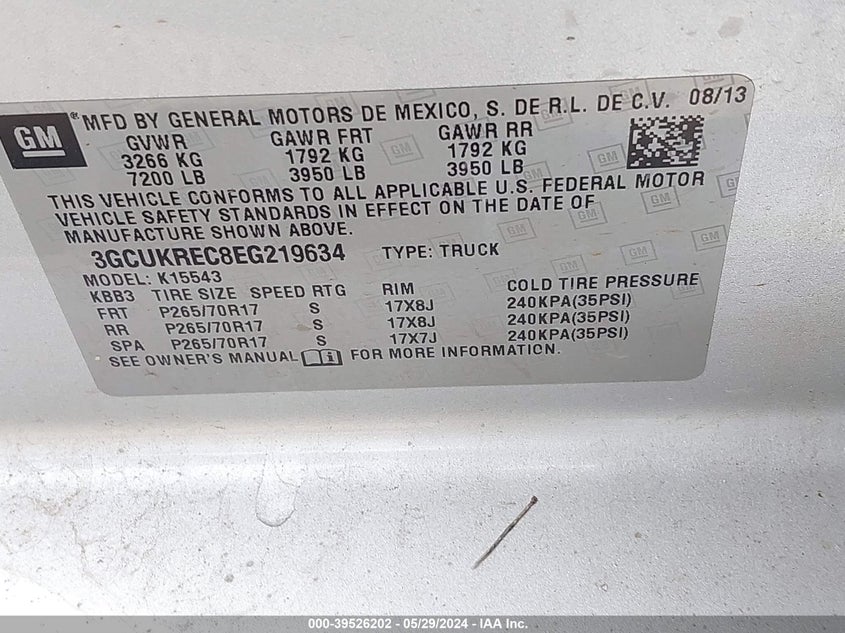 GM
® MFD BY GENERAL MOTORS DE MEXICO, S. DE R.L. DE C.V. 08/13
GVWR GAWR FRT GAWR RR
3266 KG 1792 KG 1792 KG
7200 LB 3950 LB 3950 LB
THIS VEHICLE CONFORMS TO ALL APPLICABLE U.S. FEDERAL MOTOR
VEHICLE SAFETY STANDARDS IN EFFECT ON THE DATE OF
MANUFACTURE SHOWN ABOVE.
3GCUKREC8EG219634 TYPE: TRUCK
MODEL: K15543
KBB3 TIRE SIZE SPEED RTG RIM COLD TIRE PRESSURE
FRT P265/70R17 S 17X8J 240KPA(35PSI)
RR P265/70R17 S 17X8J 240KPA(35PSI)
SPA P265/70R17 S 17X7J 240KPA(35PSI)
SEE OWNER'S MANUAL FOR MORE INFORMATION.
000-39526202 - 05/29/2024 - IAA Inc.